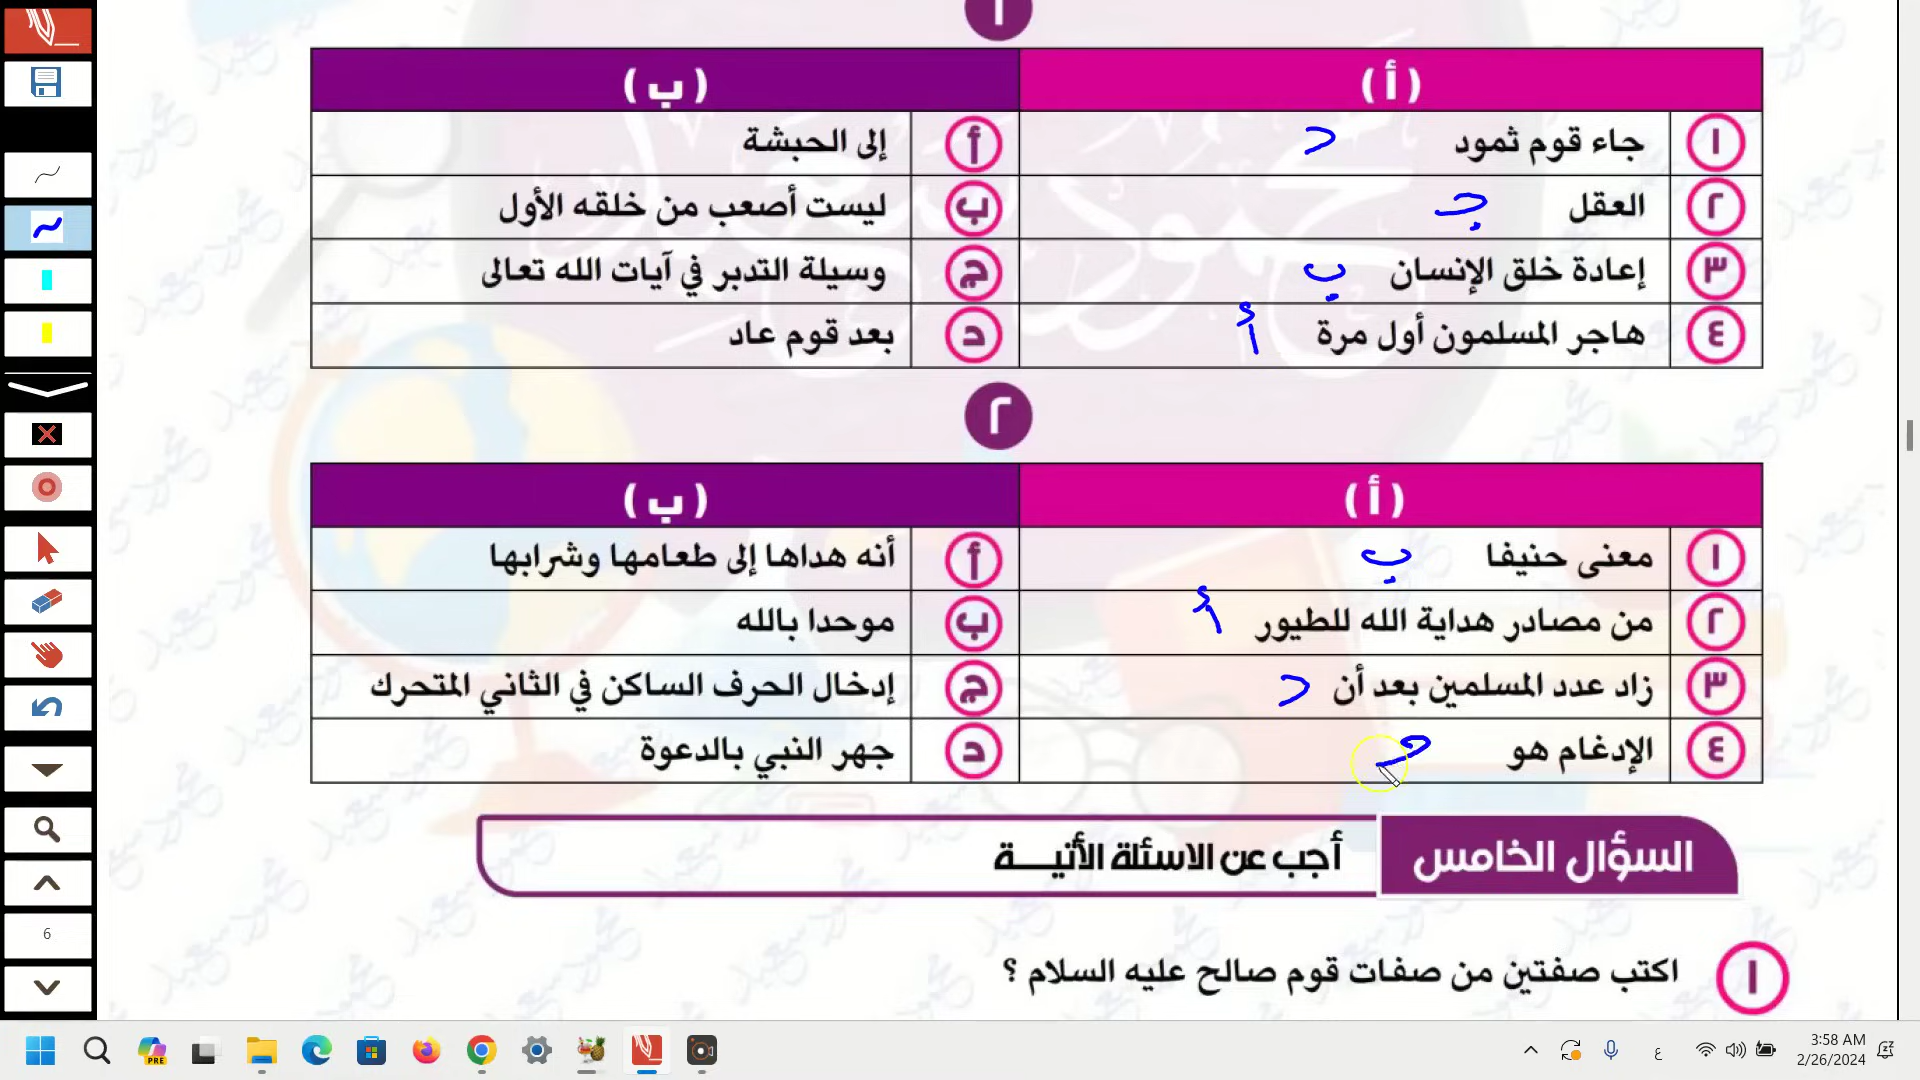 ١
( أ ) ( ب )
١ جاء قوم ثمود د أ إلى الحبشة
٢ العقل ج ب ليست أصعب من خلقه الأول
٣ إعادة خلق الإنسان ب ج وسيلة التدبر في آيات الله تعالى
٤ هاجر المسلمون أول مرة أ د بعد قوم عاد
٢
( أ ) ( ب )
١ معنى حنيفا ب أ أنه هداها إلى طعامها وشرابها
٢ من مصادر هداية الله للطيور أ ب موحدا بالله
٣ زاد عدد المسلمين بعد أن د ج إدخال الحرف الساكن في الثاني المتحرك
٤ الإدغام هو د جهر النبي بالدعوة
السؤال الخامس أجب عن الاسئلة الأتيـــة
١ اكتب صفتين من صفات قوم صالح عليه السلام ؟
6
PRE
ع
3:58 AM
2/26/2024